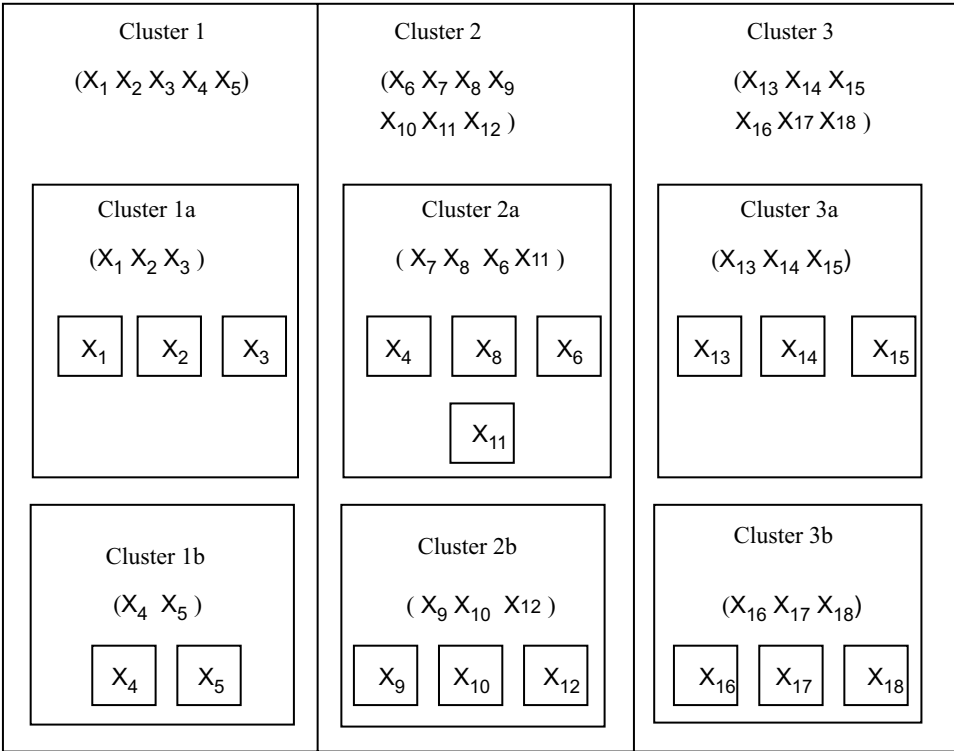 Cluster 1
(X₁ X₂ X₃ X₄ X₅)
Cluster 1a
(X₁ X₂ X₃ )
X₁ X₂ X₃
Cluster 1b
(X₄ X₅ )
X₄ X₅
Cluster 2
(X₆ X₇ X₈ X₉
X₁₀ X₁₁ X₁₂ )
Cluster 2a
( X₇ X₈ X₆ X11 )
X₄ X₈ X₆
X₁₁
Cluster 2b
( X₉ X₁₀ X12 )
X₉ X₁₀ X₁₂
Cluster 3
(X₁₃ X₁₄ X₁₅
X₁₆ X17 X18 )
Cluster 3a
(X₁₃ X₁₄ X₁₅)
X₁₃ X₁₄ X₁₅
Cluster 3b
(X₁₆ X₁₇ X₁₈)
X₁₆ X₁₇ X₁₈